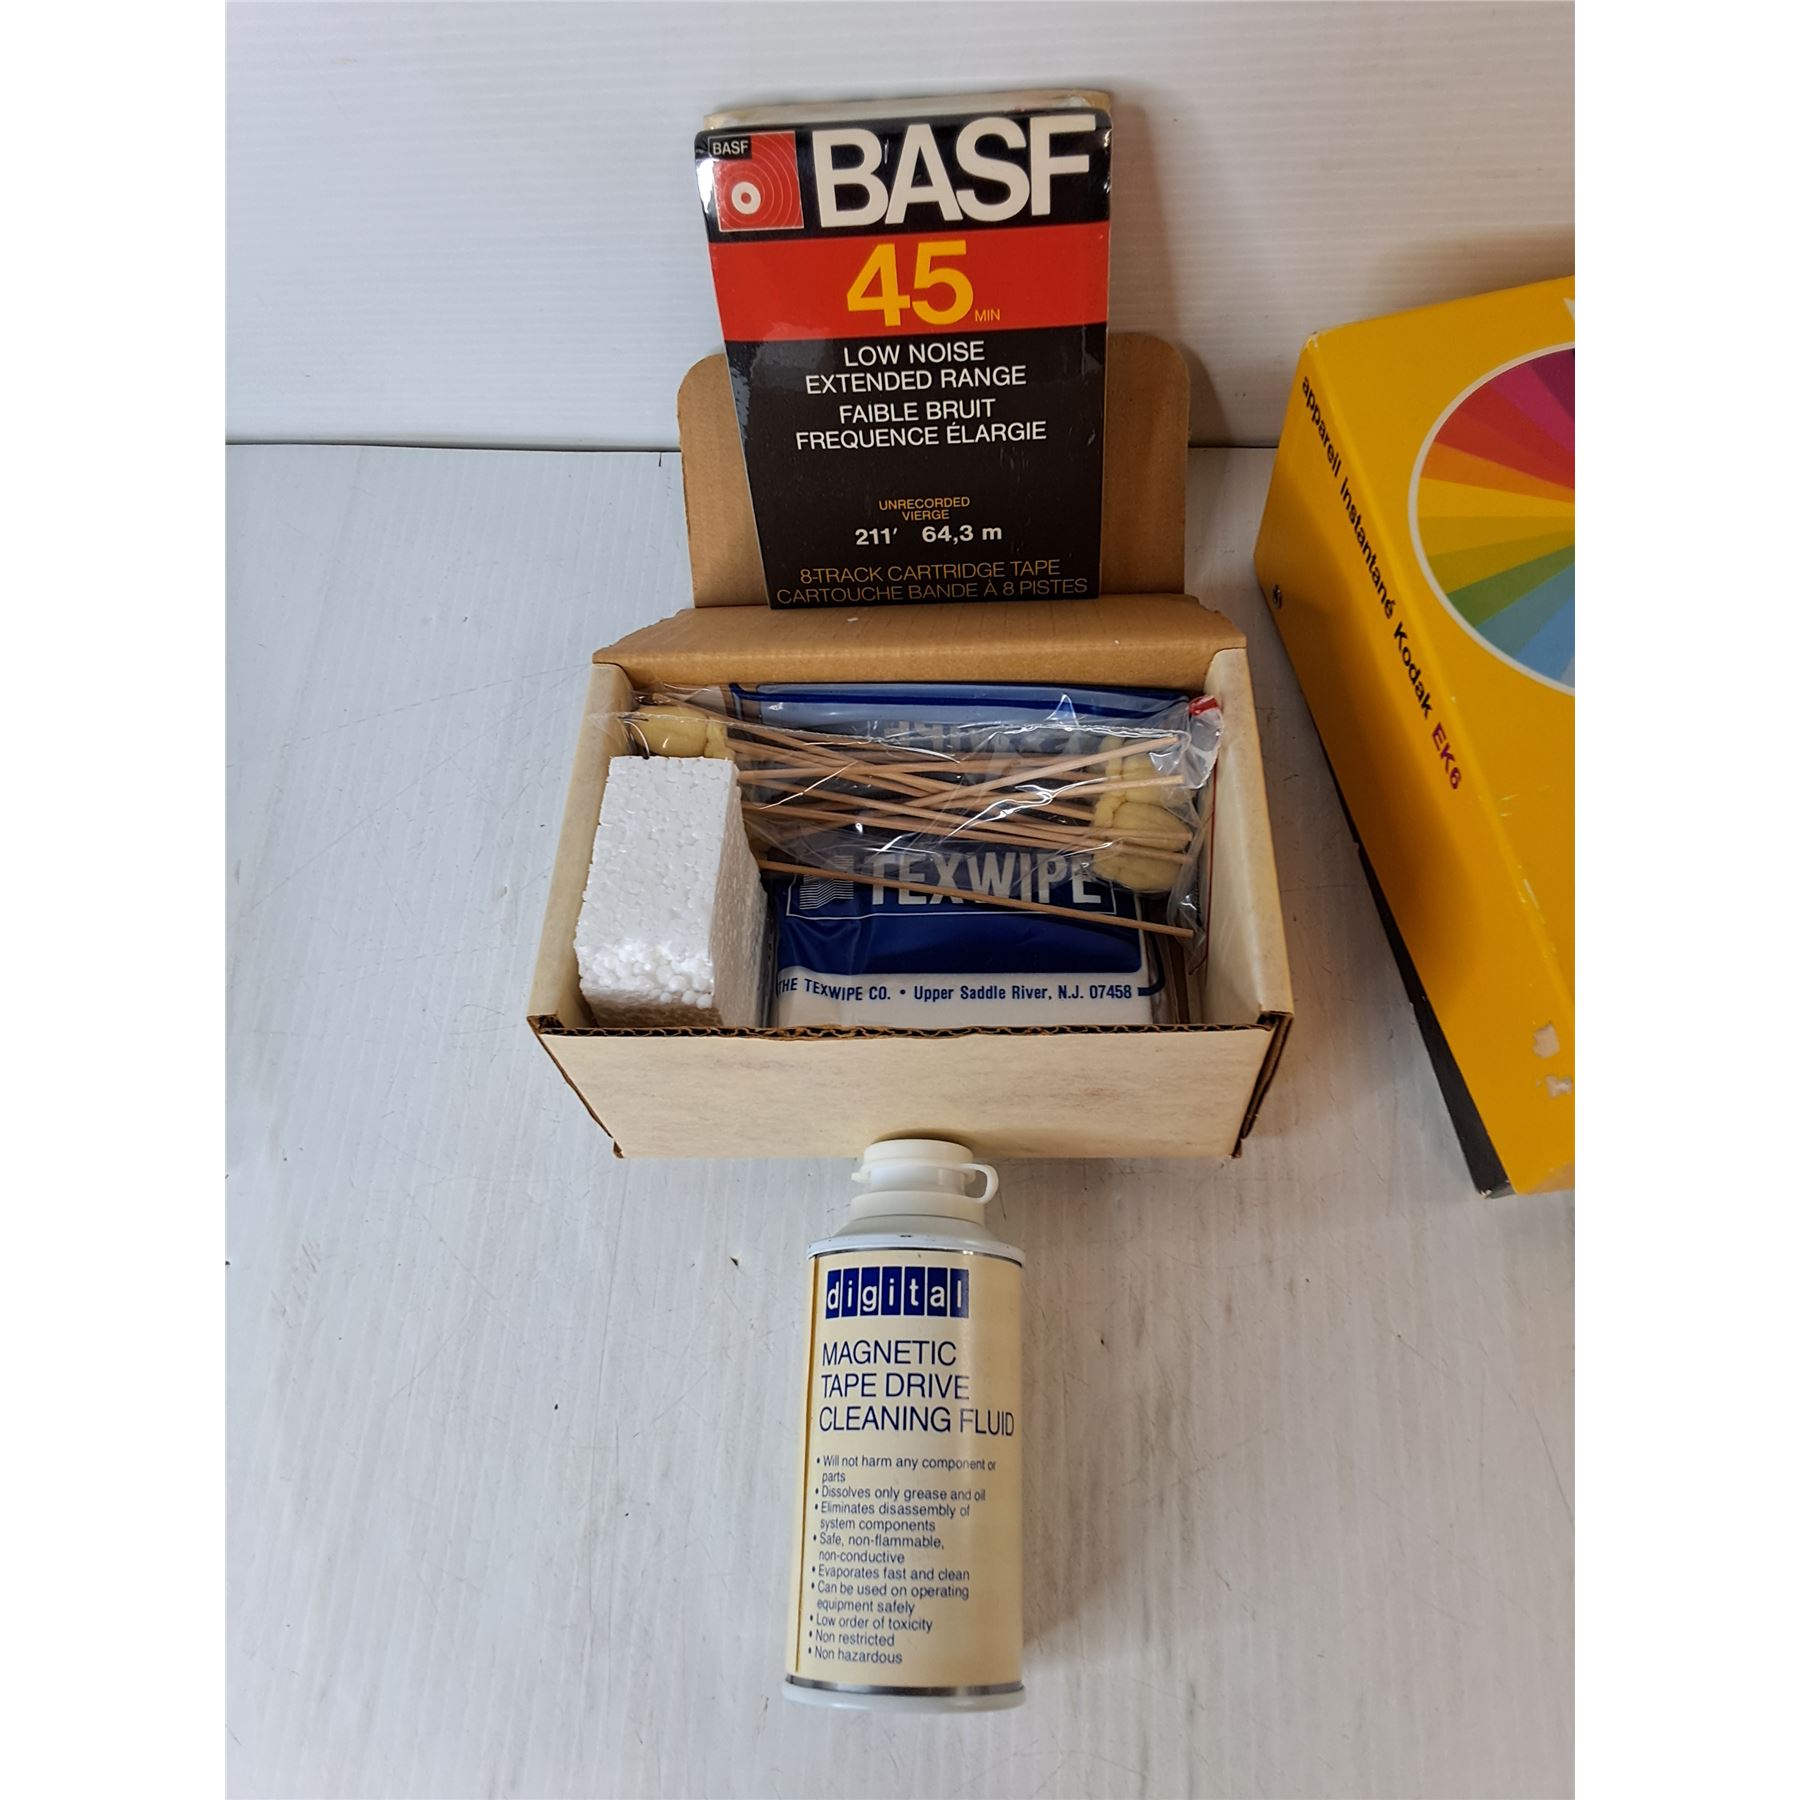 BASF
BASF
45 MIN
LOW NOISE
EXTENDED RANGE
FAIBLE BRUIT
FREQUENCE ÉLARGIE
UNRECORDED
VIERGE
211' 64,3 m
8-TRACK CARTRIDGE TAPE
CARTOUCHE BANDE À 8 PISTES
appareil instantané Kodak EK6
TEXWIPE
THE TEXWIPE CO. • Upper Saddle River, N.J. 07458
digital
MAGNETIC
TAPE DRIVE
CLEANING FLUID
• Will not harm any component or
parts
• Dissolves only grease and oil
• Eliminates disassembly of
system components
• Safe, non-flammable,
non-conductive
• Evaporates fast and clean
• Can be used on operating
equipment safely
• Low order of toxicity
• Non restricted
• Non hazardous